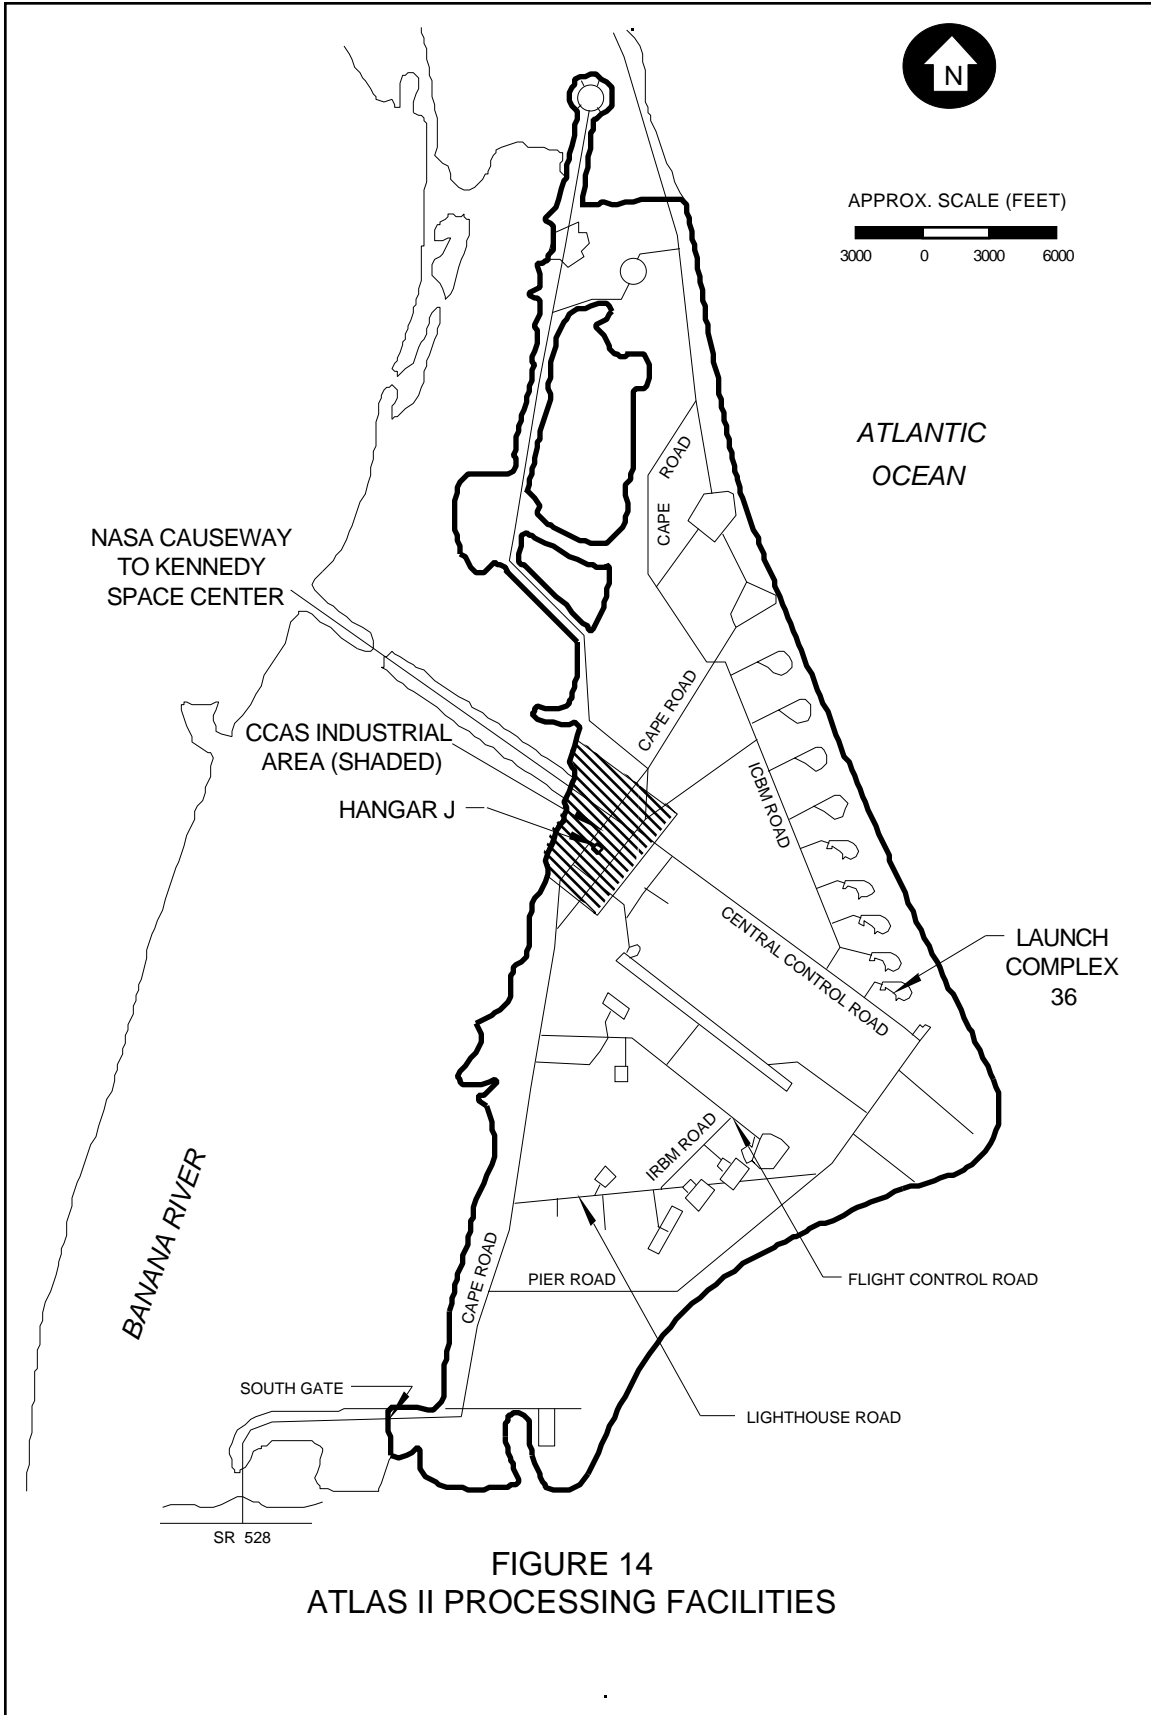 N
APPROX. SCALE (FEET)
3000 0 3000 6000
ATLANTIC
OCEAN
ROAD
CAPE
NASA CAUSEWAY
TO KENNEDY
SPACE CENTER
CAPE ROAD
CCAS INDUSTRIAL
AREA (SHADED)
HANGAR J
ICBM ROAD
CENTRAL CONTROL ROAD
LAUNCH
COMPLEX
36
IRBM ROAD
BANANA RIVER
CAPE ROAD
PIER ROAD
FLIGHT CONTROL ROAD
SOUTH GATE
LIGHTHOUSE ROAD
SR 528
FIGURE 14
ATLAS II PROCESSING FACILITIES